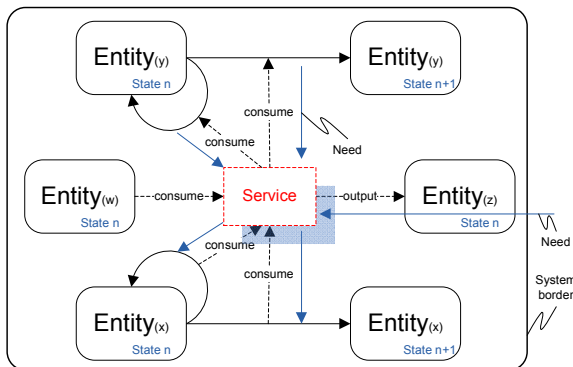 Entity(y)
State n
Entity(y)
State n+1
consume
consume
Need
Entity(w)
State n
consume
Service
output
Entity(z)
State n
Need
consume
consume
System
border
Entity(x)
State n
Entity(x)
State n+1